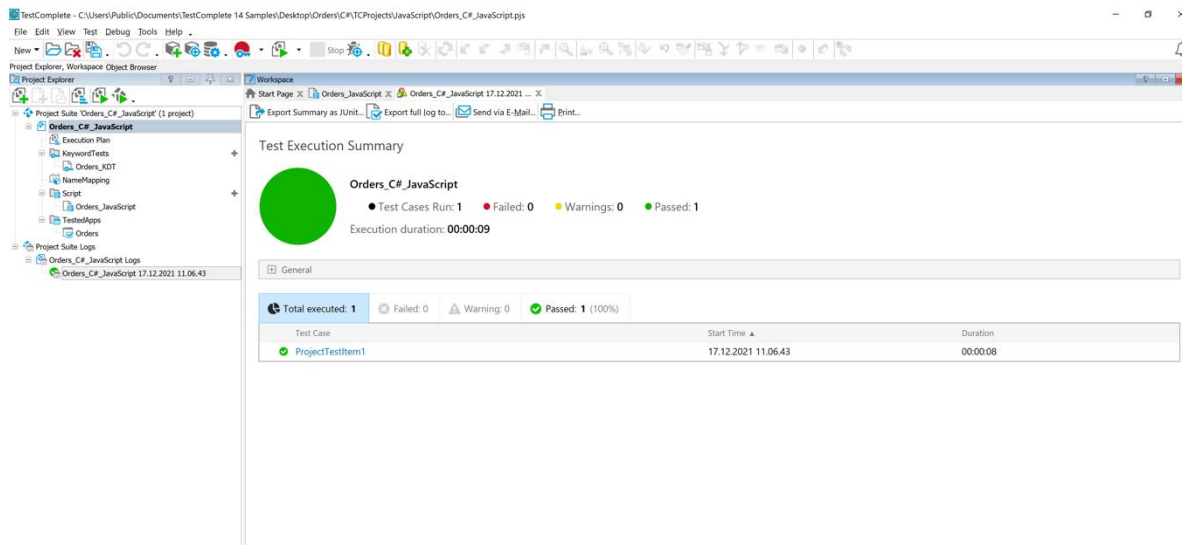 TestComplete - C:\Users\Public\Documents\TestComplete 14 Samples\Desktop\Orders\C#\TCProjects\JavaScript\Orders_C#_JavaScript.pjs
File Edit View Test Debug Tools Help
New Stop
Project Explorer, Workspace Object Browser
Project Explorer
Workspace
Start Page X Orders_JavaScript X Orders_C#_JavaScript 17.12.2021 ... X
Export Summary as JUnit... Export full log to... Send via E-Mail... Print...
Project Suite 'Orders_C#_JavaScript' (1 project)
Orders_C#_JavaScript
Execution Plan
KeywordTests
Orders_KDT
NameMapping
Script
Orders_JavaScript
TestedApps
Orders
Project Suite Logs
Orders_C#_JavaScript Logs
Orders_C#_JavaScript 17.12.2021 11.06.43
Test Execution Summary
Orders_C#_JavaScript
Test Cases Run: 1 Failed: 0 Warnings: 0 Passed: 1
Execution duration: 00:00:09
General
Total executed: 1 Failed: 0 Warning: 0 Passed: 1 (100%)
Test Case Start Time Duration
ProjectTestItem1 17.12.2021 11.06.43 00:00:08